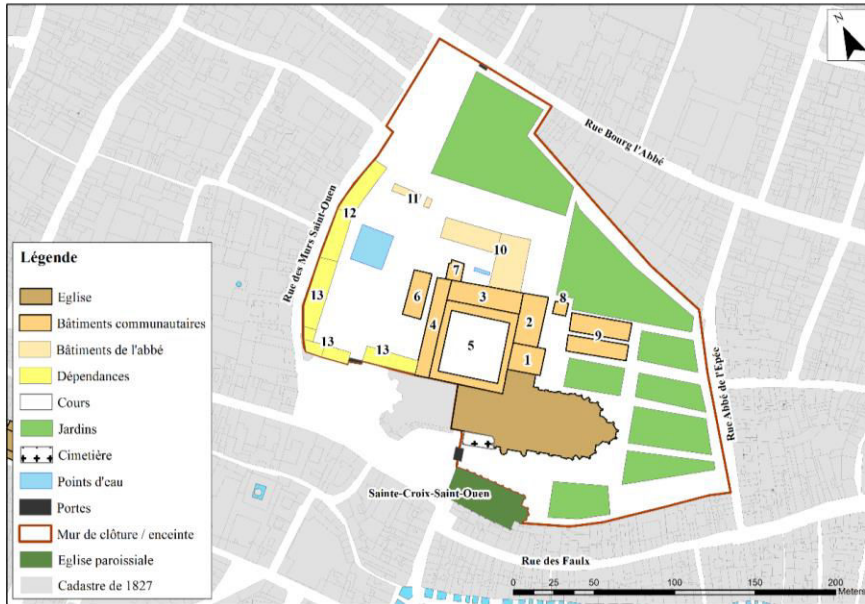 N
Rue Bourg l'Abbé
Rue des Murs Saint-Ouen
12
11
10
7
6
3
8
13
4
2
9
5
1
13
13
Rue Abbé de l'Epée
Sainte-Croix-Saint-Ouen
Rue des Faulx
Légende
Eglise
Bâtiments communautaires
Bâtiments de l'abbé
Dépendances
Cours
Jardins
Cimetière
Points d'eau
Portes
Mur de clôture / enceinte
Eglise paroissiale
Cadastre de 1827
0 25 50 100 150 200
Meters